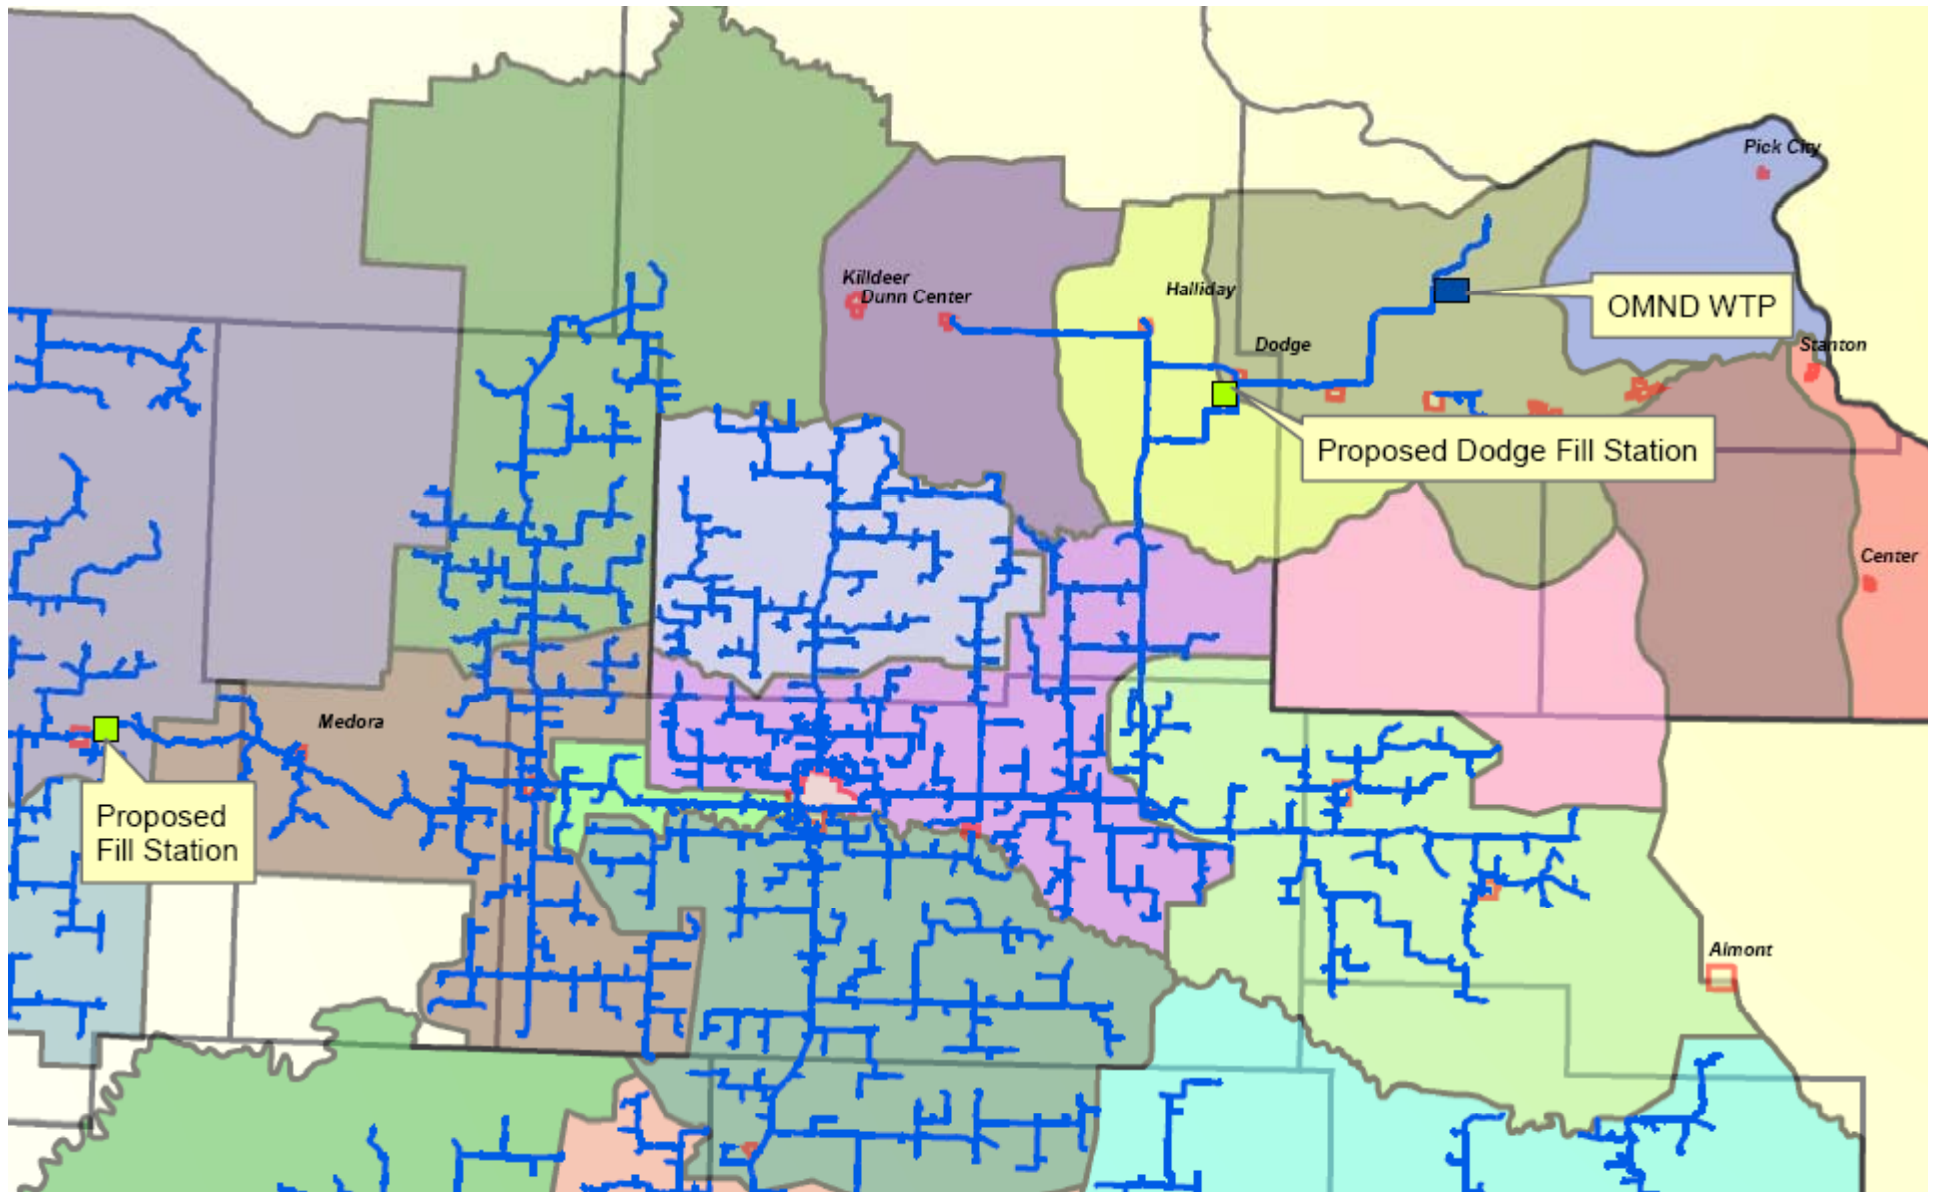 Pick City
Killdeer
Dunn Center
Halliday
OMND WTP
Dodge
Stanton
Proposed Dodge Fill Station
Center
Medora
Proposed
Fill Station
Almont